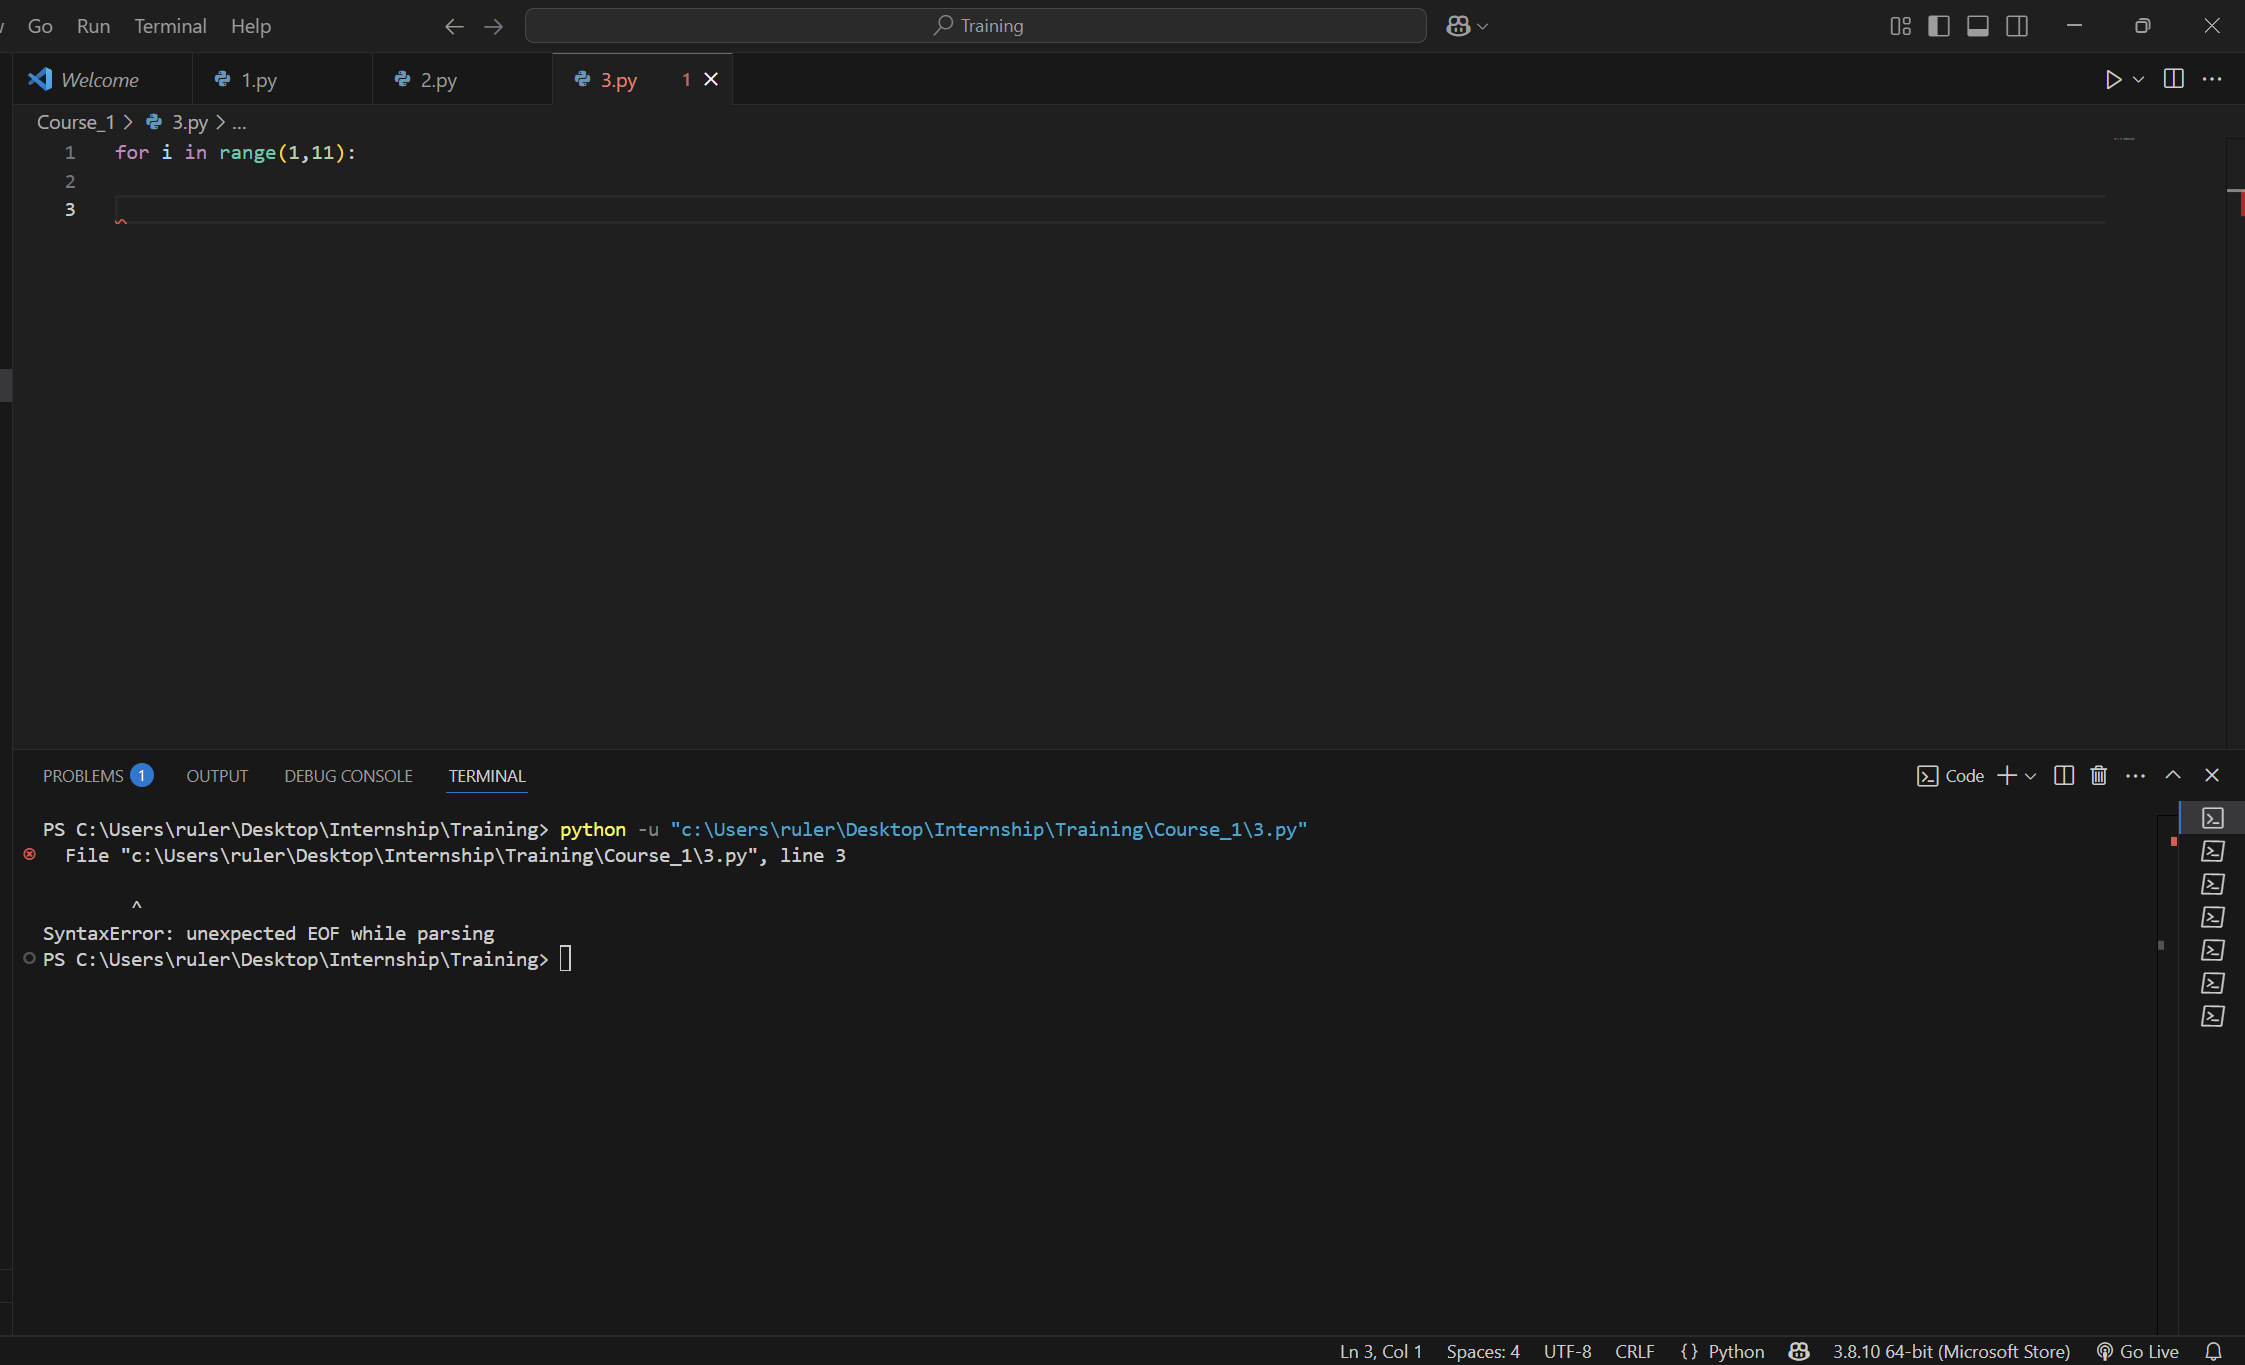 Go Run Terminal Help Training
Welcome 1.py 2.py 3.py 1
Course_1 > 3.py > ...
1 for i in range(1,11):
2
3
PROBLEMS 1 OUTPUT DEBUG CONSOLE TERMINAL Code
PS C:\Users\ruler\Desktop\Internship\Training> python -u "c:\Users\ruler\Desktop\Internship\Training\Course_1\3.py"
File "c:\Users\ruler\Desktop\Internship\Training\Course_1\3.py", line 3
^
SyntaxError: unexpected EOF while parsing
PS C:\Users\ruler\Desktop\Internship\Training>
Ln 3, Col 1 Spaces: 4 UTF-8 CRLF {} Python 3.8.10 64-bit (Microsoft Store) Go Live